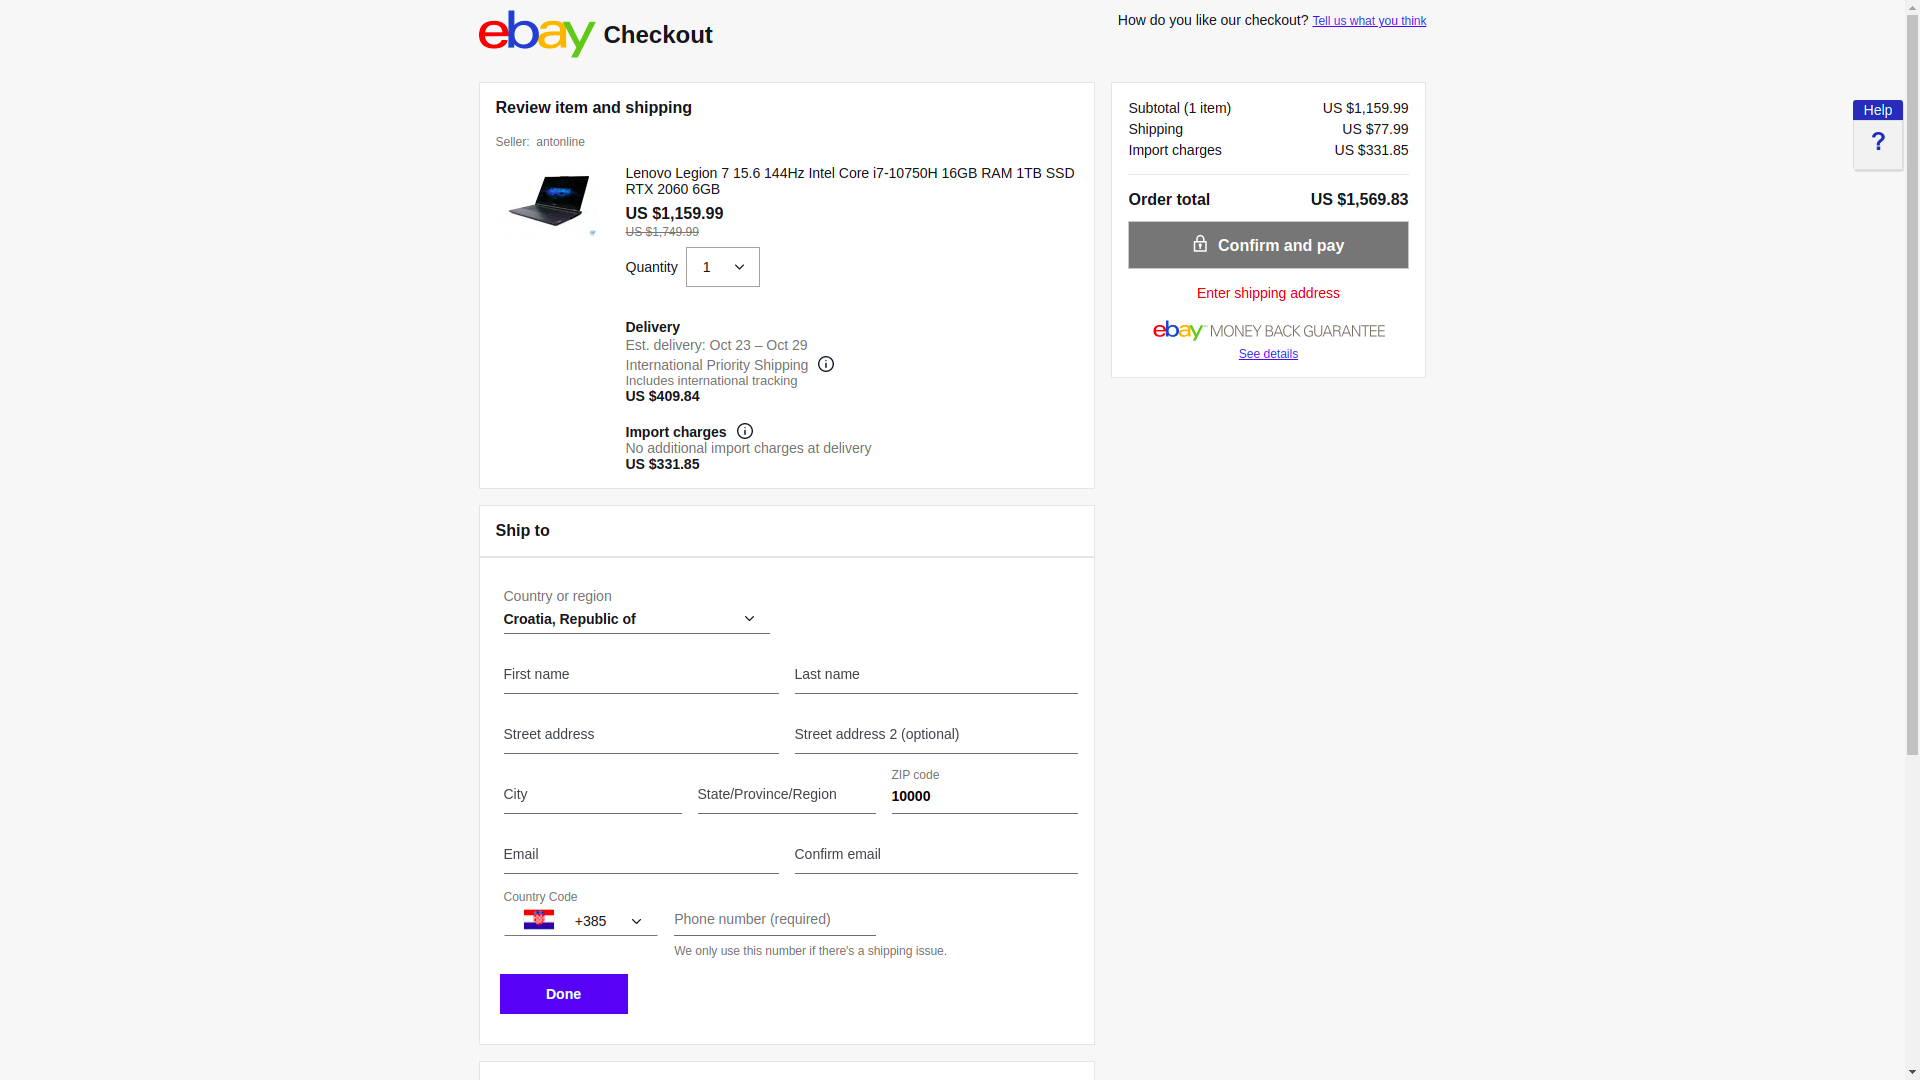 ebay Checkout
How do you like our checkout? Tell us what you think
Review item and shipping
Seller: antonline
Lenovo Legion 7 15.6 144Hz Intel Core i7-10750H 16GB RAM 1TB SSD
RTX 2060 6GB
US $1,159.99
US $1,749.99
Quantity 1
Delivery
Est. delivery: Oct 23 – Oct 29
International Priority Shipping
Includes international tracking
US $409.84
Import charges
No additional import charges at delivery
US $331.85
Subtotal (1 item) US $1,159.99
Shipping US $77.99
Import charges US $331.85
Order total US $1,569.83
Confirm and pay
Enter shipping address
ebay MONEY BACK GUARANTEE
See details
Help
?
Ship to
Country or region
Croatia, Republic of
First name Last name
Street address Street address 2 (optional)
ZIP code
City State/Province/Region 10000
Email Confirm email
Country Code
+385 Phone number (required)
We only use this number if there's a shipping issue.
Done